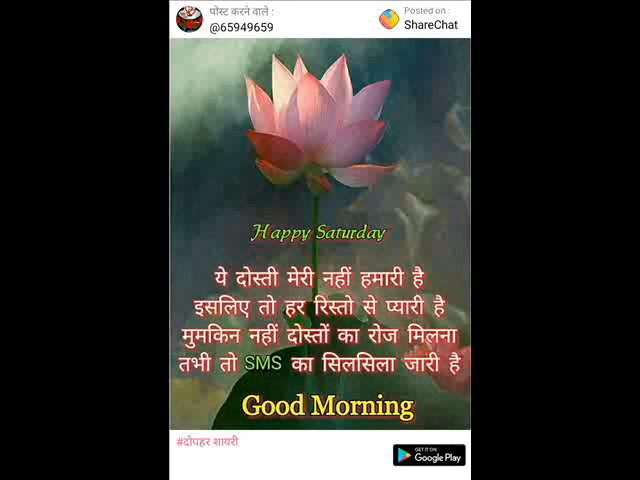 पोस्ट करने वाले :
@65949659
Posted on :
ShareChat
Happy Saturday
ये दोस्ती मेरी नहीं हमारी है
इसलिए तो हर रिस्तो से प्यारी है
मुमकिन नहीं दोस्तों का रोज मिलना
तभी तो SMS का सिलसिला जारी है
Good Morning
#दोपहर शायरी
GET IT ON
Google Play